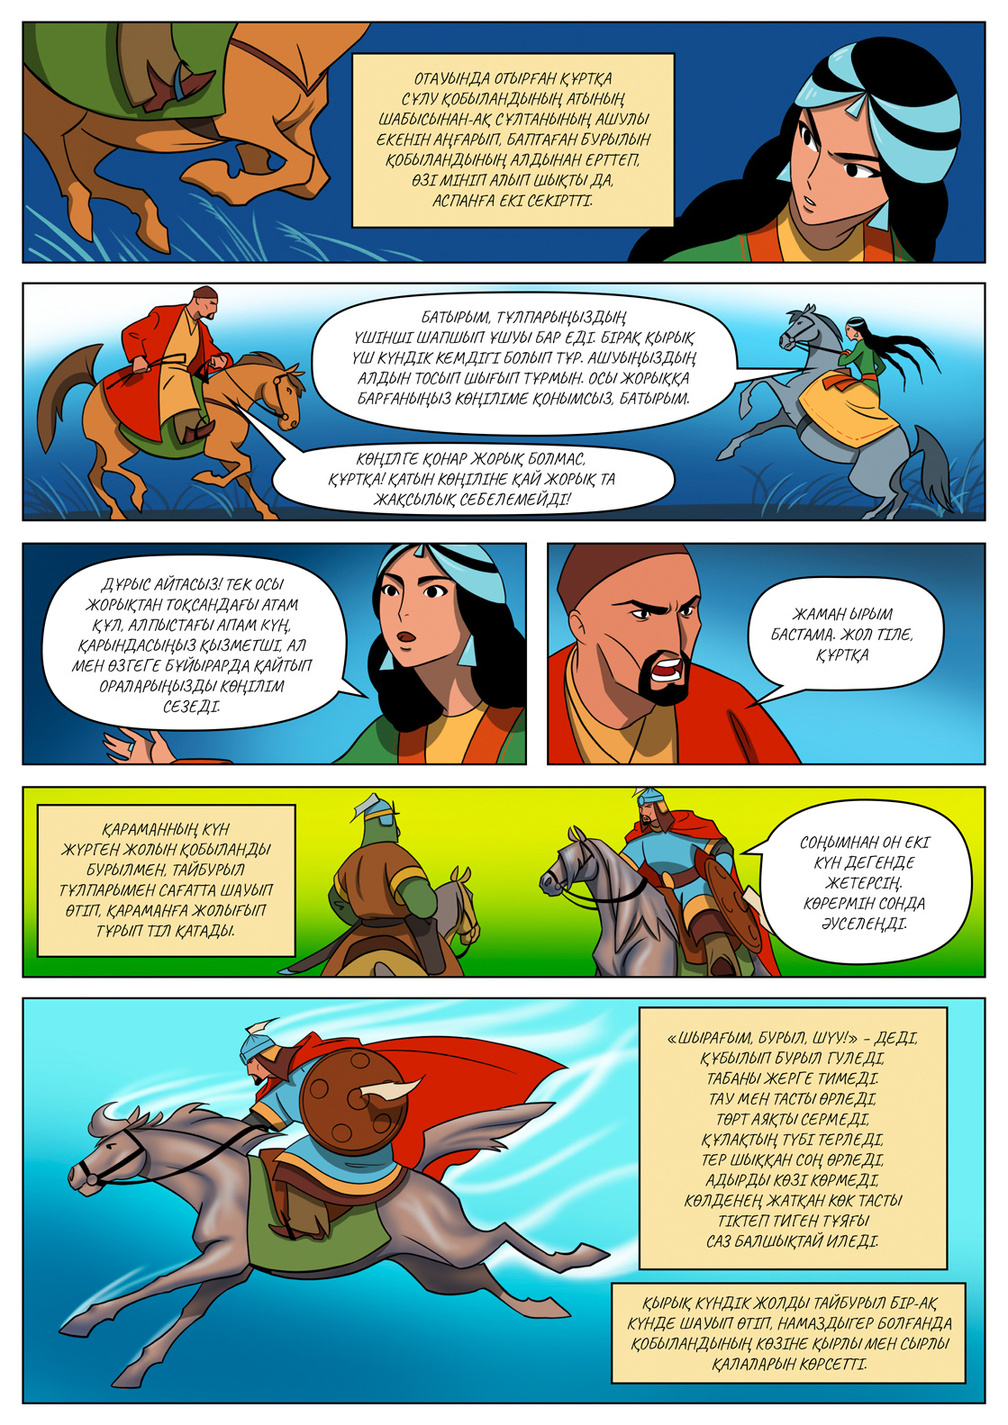 ОТАУЫНДА ОТЫРҒАН ҚҰРТҚА
СҰЛУ ҚОБЫЛАНДЫНЫҢ АТЫНЫҢ
ШАБЫСЫНАН-АҚ СҰЛТАНЫНЫҢ АШУЛЫ
ЕКЕНІН АҢҒАРЫП, БАПТАҒАН БУРЫЛЫН
ҚОБЫЛАНДЫНЫҢ АЛДЫНАН ЕРТТЕП,
ӨЗІ МІНІП АЛЫП ШЫҚТЫ ДА,
АСПАНҒА ЕКІ СЕКІРТТІ.
БАТЫРЫМ, ТҰЛПАРЫҢЫЗДЫҢ
ҮШІНШІ ШАПШЫП ҰШУЫ БАР ЕДІ. БІРАҚ ҚЫРЫҚ
ҮШ КҮНДІК КЕМДІГІ БОЛЫП ТҰР. АШУЫҢЫЗДЫҢ
АЛДЫН ТОСЫП ШЫҒЫП ТҰРМЫН. ОСЫ ЖОРЫҚҚА
БАРҒАНЫҢЫЗ КӨҢІЛІМЕ ҚОНЫМСЫЗ, БАТЫРЫМ.
КӨҢІЛГЕ ҚОНАР ЖОРЫҚ БОЛМАС,
ҚҰРТҚА! ҚАТЫН КӨҢІЛІНЕ ҚАЙ ЖОРЫҚ ТА
ЖАҚСЫЛЫҚ СЕБЕЛЕМЕЙДІ!
ДҰРЫС АЙТАСЫЗ! ТЕК ОСЫ
ЖОРЫҚТАН ТОҚСАНДАҒЫ АТАМ
ҚҰЛ, АЛПЫСТАҒЫ АПАМ КҮҢ,
ҚАРЫНДАСЫҢЫЗ ҚЫЗМЕТШІ, АЛ
МЕН ӨЗГЕГЕ БҰЙЫРАРДА ҚАЙТЫП
ОРАЛАРЫҢЫЗДЫ КӨҢІЛІМ
СЕЗЕДІ.
ЖАМАН ЫРЫМ
БАСТАМА. ЖОЛ ТІЛЕ,
ҚҰРТҚА
ҚАРАМАННЫҢ КҮН
ЖҮРГЕН ЖОЛЫН ҚОБЫЛАНДЫ
БУРЫЛМЕН, ТАЙБУРЫЛ
ТҰЛПАРЫМЕН САҒАТТА ШАУЫП
ӨТІП, ҚАРАМАНҒА ЖОЛЫҒЫП
ТҰРЫП ТІЛ ҚАТАДЫ.
СОҢЫМНАН ОН ЕКІ
КҮН ДЕГЕНДЕ
ЖЕТЕРСІҢ.
КӨРЕРМІН СОНДА
ӘУСЕЛЕҢДІ.
«ШЫРАҒЫМ, БУРЫЛ, ШУУ!» – ДЕДІ,
ҚҰБЫЛЫП БУРЫЛ ГУЛЕДІ,
ТАБАНЫ ЖЕРГЕ ТИМЕДІ.
ТАУ МЕН ТАСТЫ ӨРЛЕДІ,
ТӨРТ АЯҚТЫ СЕРМЕДІ,
ҚҰЛАҚТЫҢ ТҮБІ ТЕРЛЕДІ,
ТЕР ШЫҚҚАН СОҢ ӨРЛЕДІ,
АДЫРДЫ КӨЗІ КӨРМЕДІ,
КӨЛДЕНЕҢ ЖАТҚАН КӨК ТАСТЫ
ТІКТЕП ТИГЕН ТҰЯҒЫ
САЗ БАЛШЫҚТАЙ ИЛЕДІ.
ҚЫРЫҚ КҮНДІК ЖОЛДЫ ТАЙБУРЫЛ БІР-АҚ
КҮНДЕ ШАУЫП ӨТІП, НАМАЗДЫГЕР БОЛҒАНДА
ҚОБЫЛАНДЫНЫҢ КӨЗІНЕ ҚЫРЛЫ МЕН СЫРЛЫ
ҚАЛАЛАРЫН КӨРСЕТТІ.